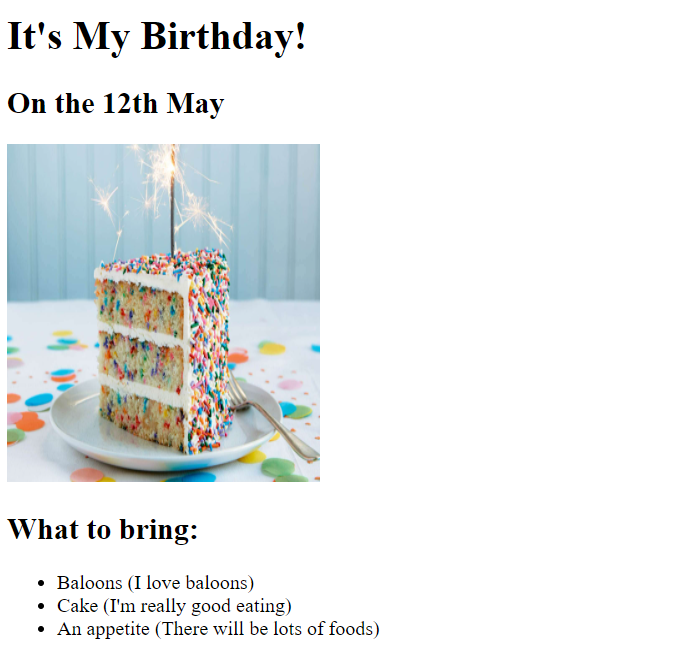 It's My Birthday!
On the 12th May
What to bring:
Baloons (I love baloons)
Cake (I'm really good eating)
An appetite (There will be lots of foods)